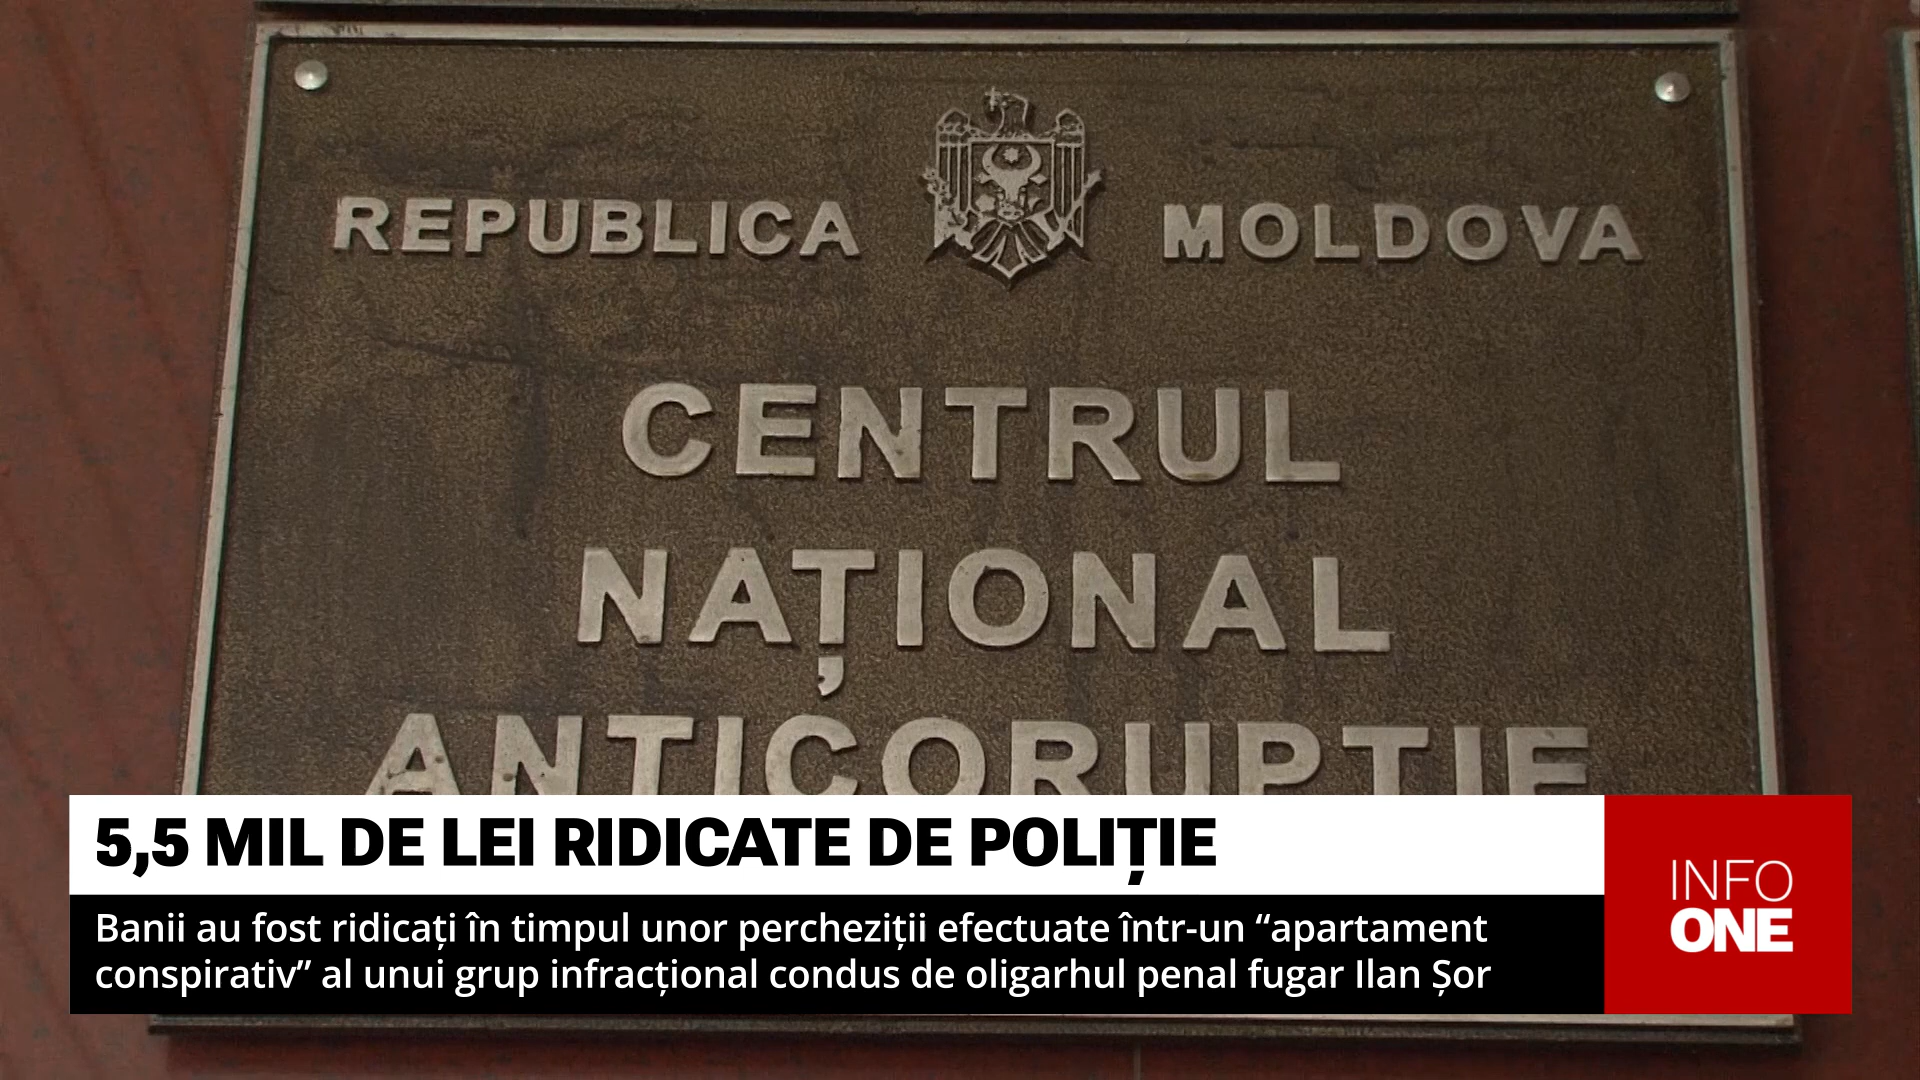 REPUBLICA MOLDOVA
CENTRUL
NAȚIONAL
ANTICORUPTIE
5,5 MIL DE LEI RIDICATE DE POLIȚIE
Banii au fost ridicați în timpul unor percheziții efectuate într-un “apartament
conspirativ” al unui grup infracțional condus de oligarhul penal fugar Ilan Șor
INFO
ONE